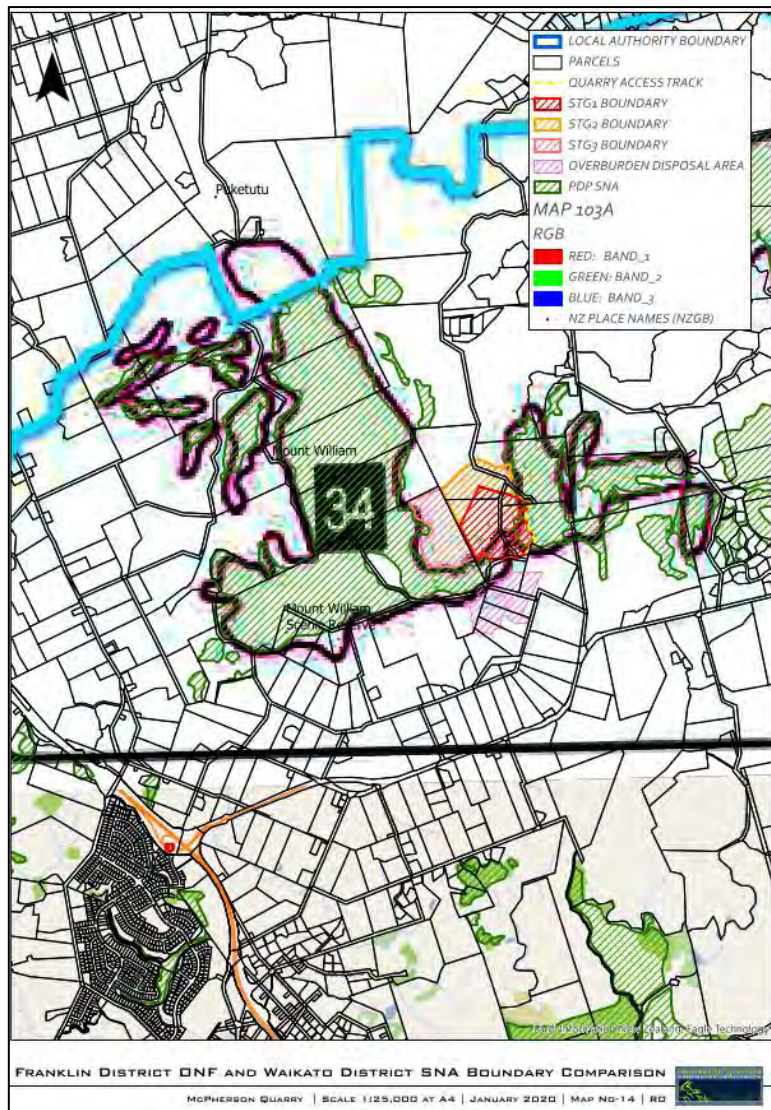 LOCAL AUTHORITY BOUNDARY
PARCELS
QUARRY ACCESS TRACK
STG1 BOUNDARY
STG2 BOUNDARY
STG3 BOUNDARY
OVERBURDEN DISPOSAL AREA
PDP SNA
MAP 103A
RGB
RED: BAND_1
GREEN: BAND_2
BLUE: BAND_3
NZ PLACE NAMES (NZGB)
Puketutu
Mount William
34
Mount William
Scenic Reserve
Eagle Technology
FRANKLIN DISTRICT ONF AND WAIKATO DISTRICT SNA BOUNDARY COMPARISON
MCPHERSON QUARRY | SCALE 1:25,000 AT A4 | JANUARY 2020 | MAP NO-14 | R0